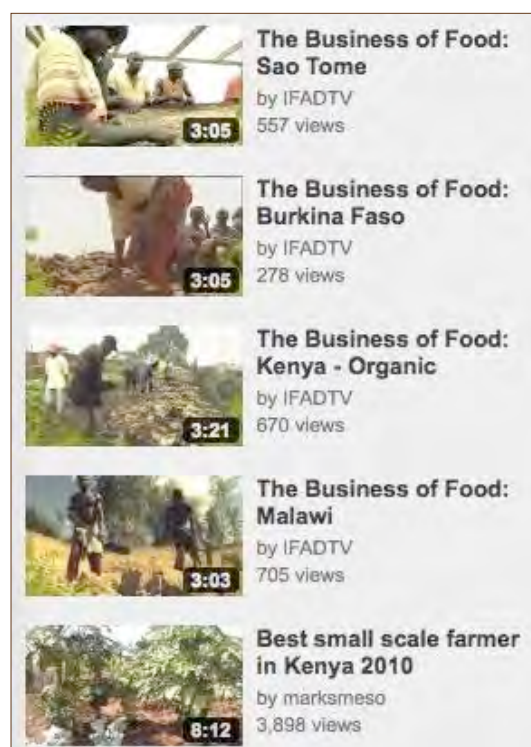 The Business of Food:
Sao Tome
by IFADTV
557 views
3:05
The Business of Food:
Burkina Faso
by IFADTV
278 views
3:05
The Business of Food:
Kenya - Organic
by IFADTV
670 views
3:21
The Business of Food:
Malawi
by IFADTV
705 views
3:03
Best small scale farmer
in Kenya 2010
by marksmeso
3,898 views
8:12